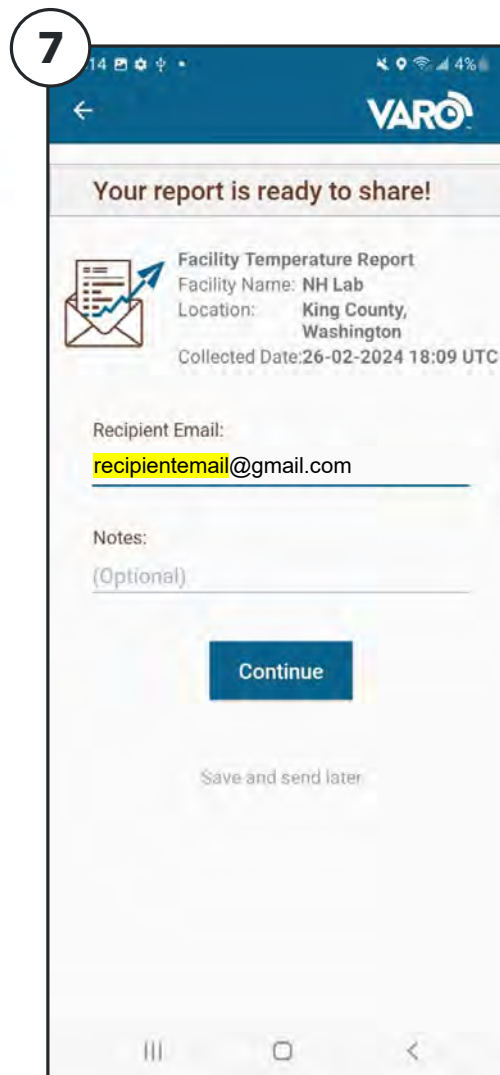 7
14 4%
VARO
Your report is ready to share!
Facility Temperature Report
Facility Name: NH Lab
Location: King County,
Washington
Collected Date:26-02-2024 18:09 UTC
Recipient Email:
recipientemail@gmail.com
Notes:
(Optional)
Continue
Save and send later